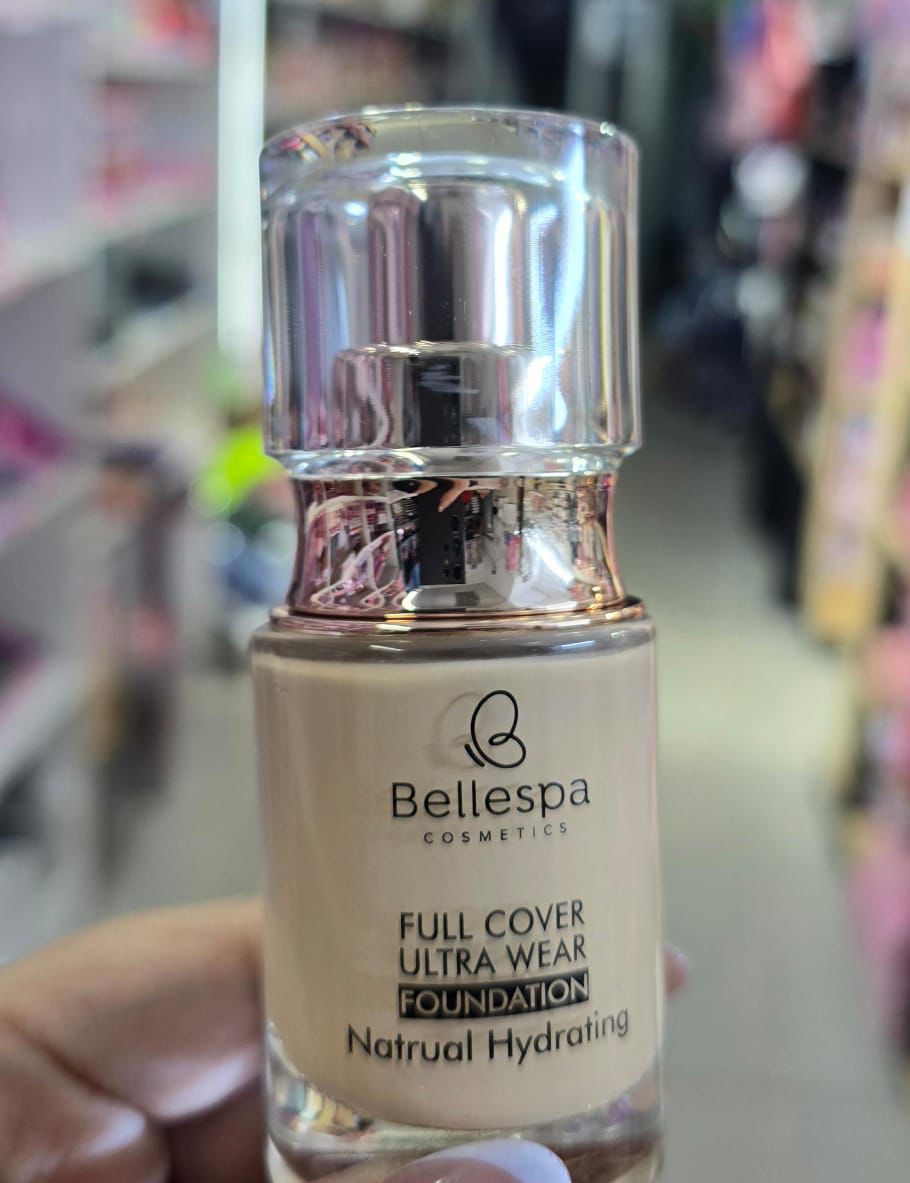 Bellespa
COSMETICS
FULL COVER
ULTRA WEAR
FOUNDATION
Natrual Hydrating